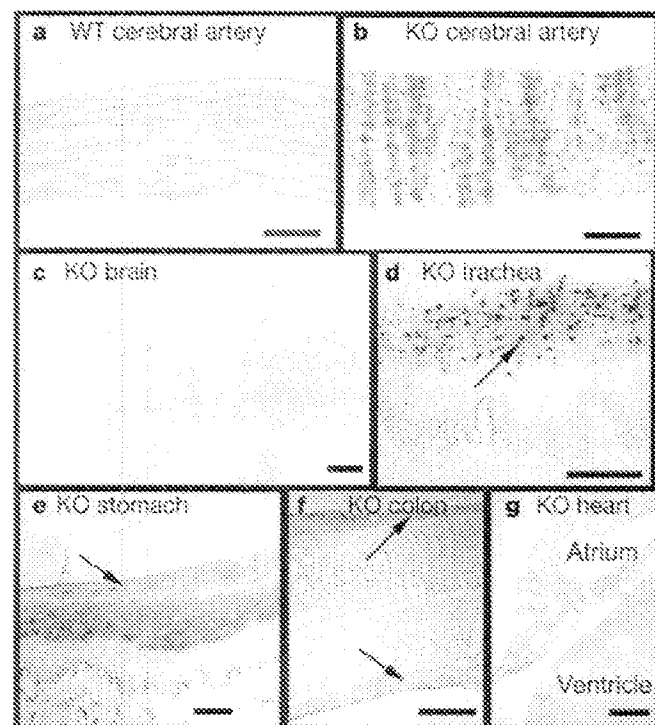 a WT cerebral artery
b KO cerebral artery
c KO brain
d KO trachea
e KO stomach
f KO colon
g KO heart
Atrium
Ventricle